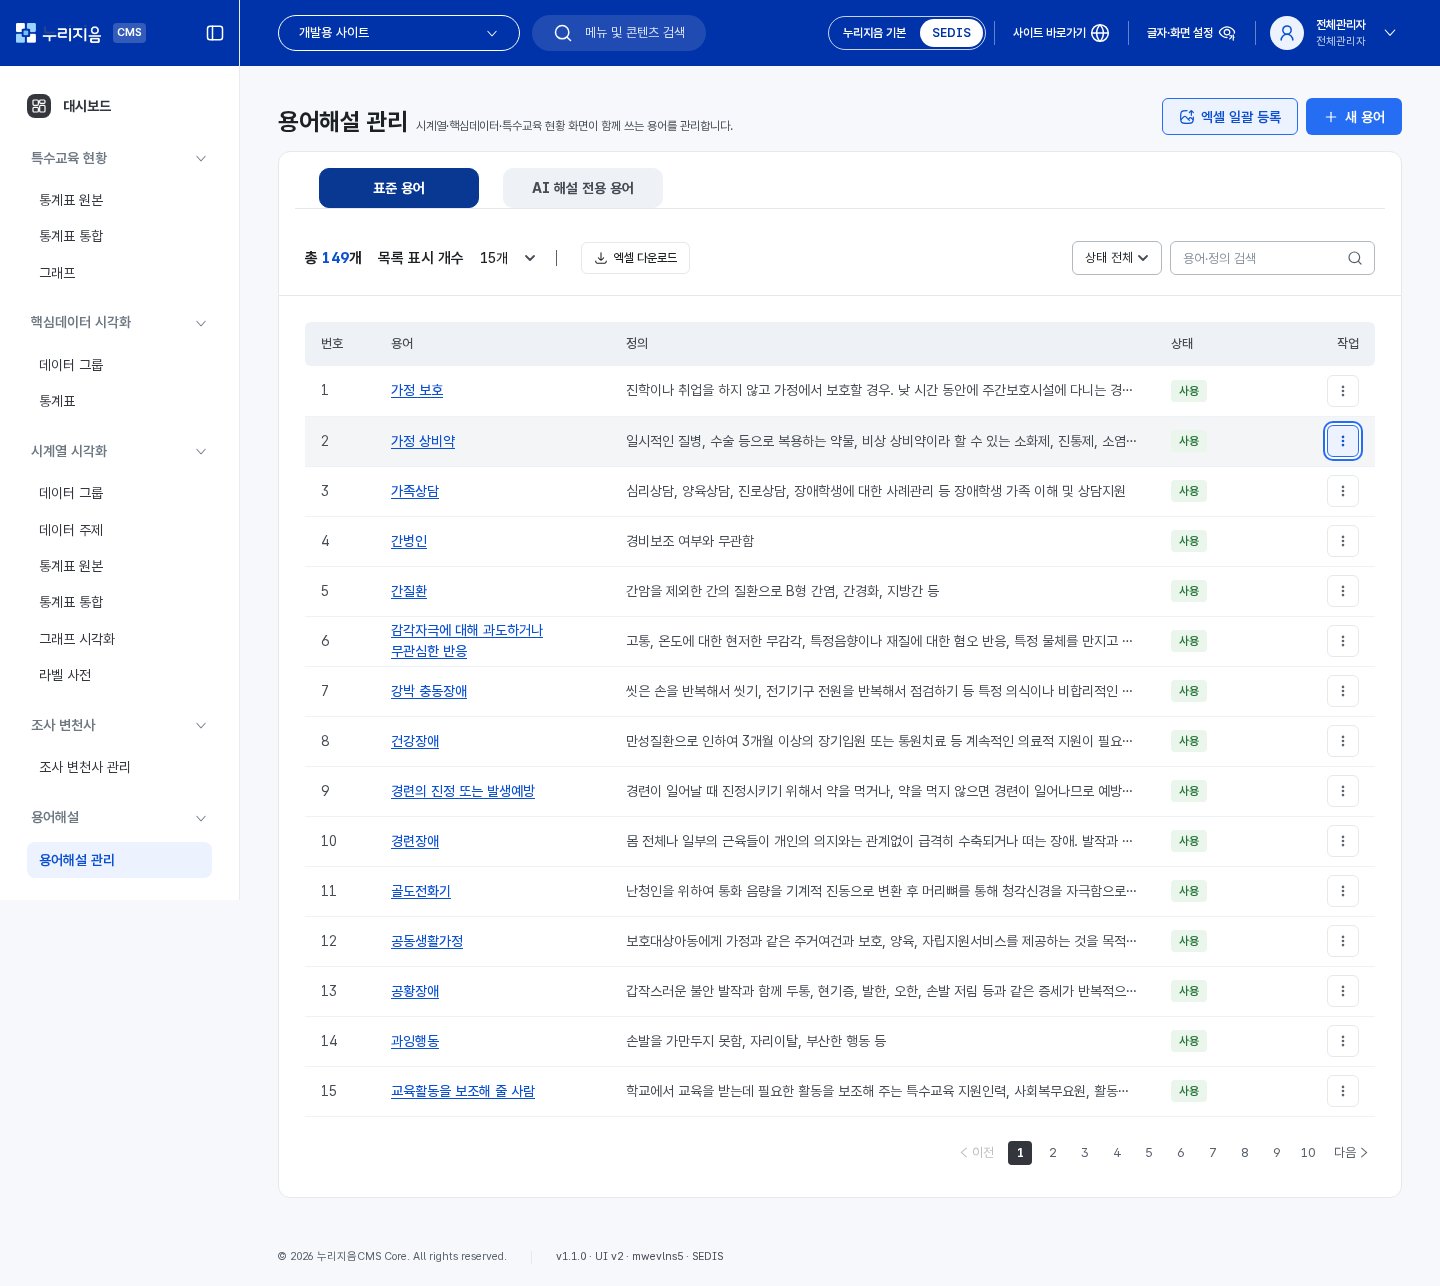 누리지음 CMS
개발용 사이트
메뉴 및 콘텐츠 검색
누리지음 기본
SEDIS
사이트 바로가기
글자·화면 설정
전체관리자
전체관리자
대시보드
특수교육 현황
통계표 원본
통계표 통합
그래프
핵심데이터 시각화
데이터 그룹
통계표
시계열 시각화
데이터 그룹
데이터 주제
통계표 원본
통계표 통합
그래프 시각화
라벨 사전
조사 변천사
조사 변천사 관리
용어해설
용어해설 관리
용어해설 관리 시계열·핵심데이터·특수교육 현황 화면이 함께 쓰는 용어를 관리합니다.
엑셀 일괄 등록
새 용어
표준 용어
AI 해설 전용 용어
총 149개 목록 표시 개수 15개
엑셀 다운로드
상태 전체
용어·정의 검색
번호 용어 정의 상태 작업
1 가정 보호 진학이나 취업을 하지 않고 가정에서 보호할 경우. 낮 시간 동안에 주간보호시설에 다니는 경… 사용
2 가정 상비약 일시적인 질병, 수술 등으로 복용하는 약물, 비상 상비약이라 할 수 있는 소화제, 진통제, 소염… 사용
3 가족상담 심리상담, 양육상담, 진로상담, 장애학생에 대한 사례관리 등 장애학생 가족 이해 및 상담지원 사용
4 간병인 경비보조 여부와 무관함 사용
5 간질환 간암을 제외한 간의 질환으로 B형 간염, 간경화, 지방간 등 사용
6 감각자극에 대해 과도하거나
무관심한 반응 고통, 온도에 대한 현저한 무감각, 특정음향이나 재질에 대한 혐오 반응, 특정 물체를 만지고 … 사용
7 강박 충동장애 씻은 손을 반복해서 씻기, 전기기구 전원을 반복해서 점검하기 등 특정 의식이나 비합리적인 … 사용
8 건강장애 만성질환으로 인하여 3개월 이상의 장기입원 또는 통원치료 등 계속적인 의료적 지원이 필요… 사용
9 경련의 진정 또는 발생예방 경련이 일어날 때 진정시키기 위해서 약을 먹거나, 약을 먹지 않으면 경련이 일어나므로 예방… 사용
10 경련장애 몸 전체나 일부의 근육들이 개인의 의지와는 관계없이 급격히 수축되거나 떠는 장애. 발작과 … 사용
11 골도전화기 난청인을 위하여 통화 음량을 기계적 진동으로 변환 후 머리뼈를 통해 청각신경을 자극함으로… 사용
12 공동생활가정 보호대상아동에게 가정과 같은 주거여건과 보호, 양육, 자립지원서비스를 제공하는 것을 목적… 사용
13 공황장애 갑작스러운 불안 발작과 함께 두통, 현기증, 발한, 오한, 손발 저림 등과 같은 증세가 반복적으… 사용
14 과잉행동 손발을 가만두지 못함, 자리이탈, 부산한 행동 등 사용
15 교육활동을 보조해 줄 사람 학교에서 교육을 받는데 필요한 활동을 보조해 주는 특수교육 지원인력, 사회복무요원, 활동… 사용
이전 1 2 3 4 5 6 7 8 9 10 다음
© 2026 누리지음CMS Core. All rights reserved.
v1.1.0 · UI v2 · mwevlns5 · SEDIS